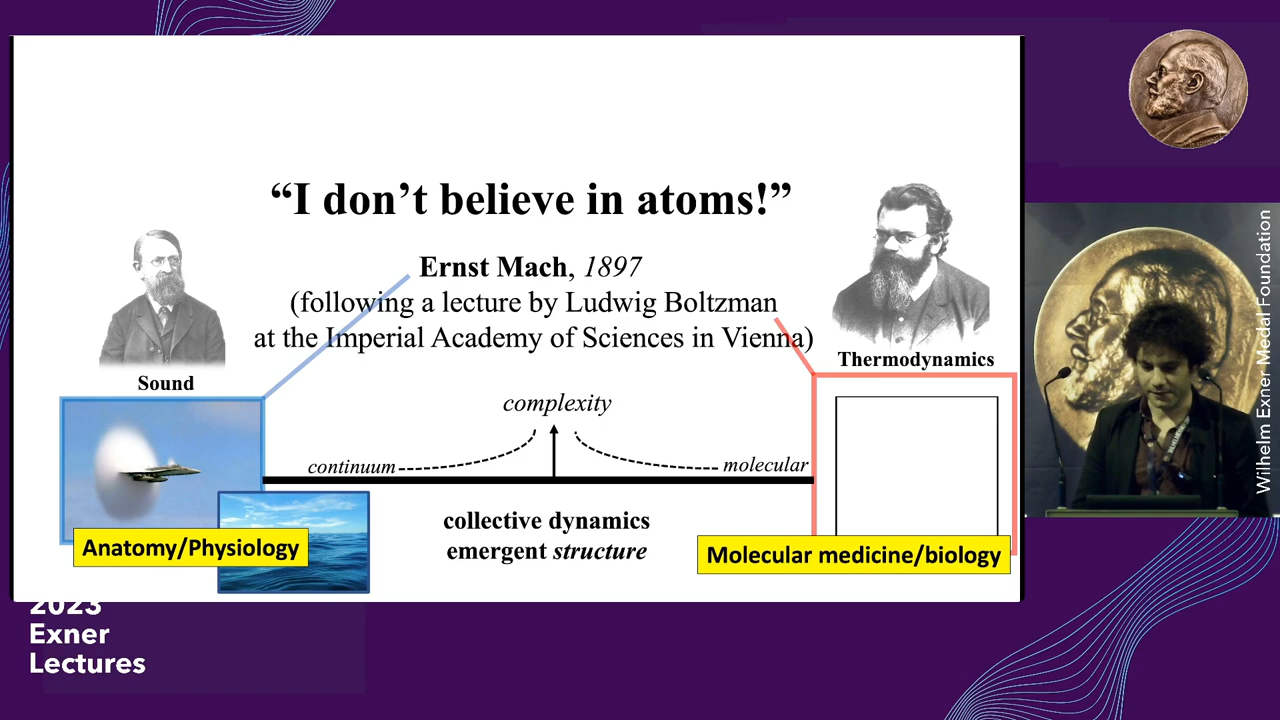 “I don’t believe in atoms!”
Ernst Mach, 1897
(following a lecture by Ludwig Boltzman
at the Imperial Academy of Sciences in Vienna)
Sound
Thermodynamics
complexity
continuum
molecular
collective dynamics
emergent structure
Anatomy/Physiology
Molecular medicine/biology
Wilhelm Exner Medal Foundation
2023
Exner
Lectures